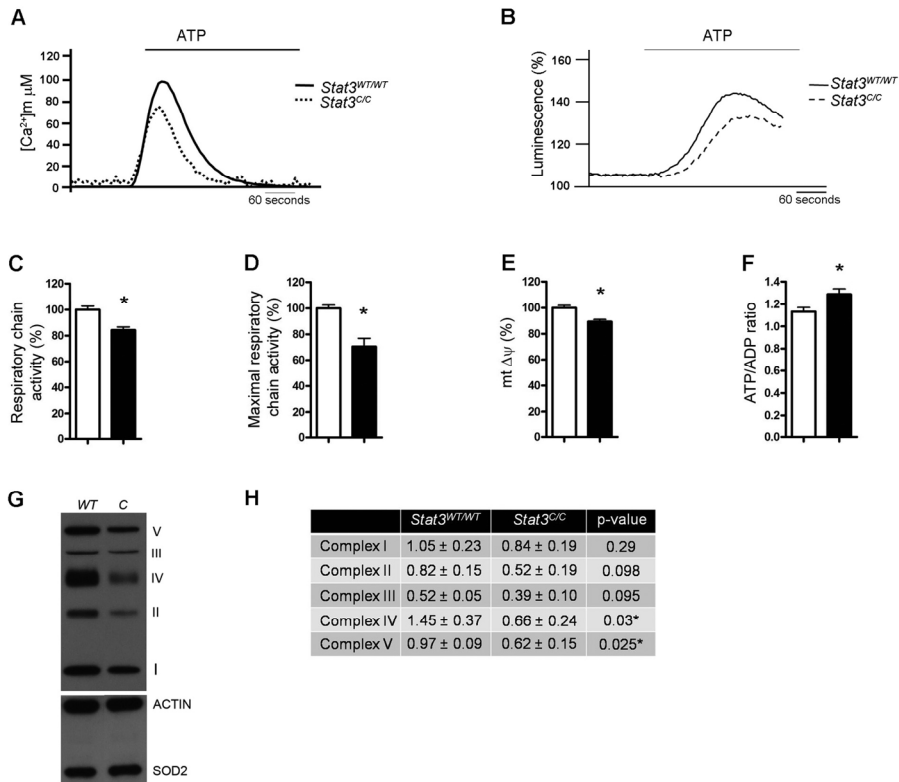 A
ATP
[Ca2+]m μM
120
100
80
60
40
20
0
Stat3WT/WT
Stat3C/C
60 seconds
B
ATP
Luminescence (%)
160
140
120
100
Stat3WT/WT
Stat3C/C
60 seconds
C
Respiratory chain
activity (%)
120
100
80
60
40
20
0
*
D
Maximal respiratory
chain activity (%)
120
100
80
60
40
20
0
*
E
mt Δψ (%)
120
100
80
60
40
20
0
*
F
ATP/ADP ratio
1.4
1.2
1.0
0.8
0.6
0.4
0.2
0.0
*
G
WT C
V
III
IV
II
I
ACTIN
SOD2
H
Stat3WT/WT Stat3C/C p-value
Complex I 1.05 ± 0.23 0.84 ± 0.19 0.29
Complex II 0.82 ± 0.15 0.52 ± 0.19 0.098
Complex III 0.52 ± 0.05 0.39 ± 0.10 0.095
Complex IV 1.45 ± 0.37 0.66 ± 0.24 0.03*
Complex V 0.97 ± 0.09 0.62 ± 0.15 0.025*